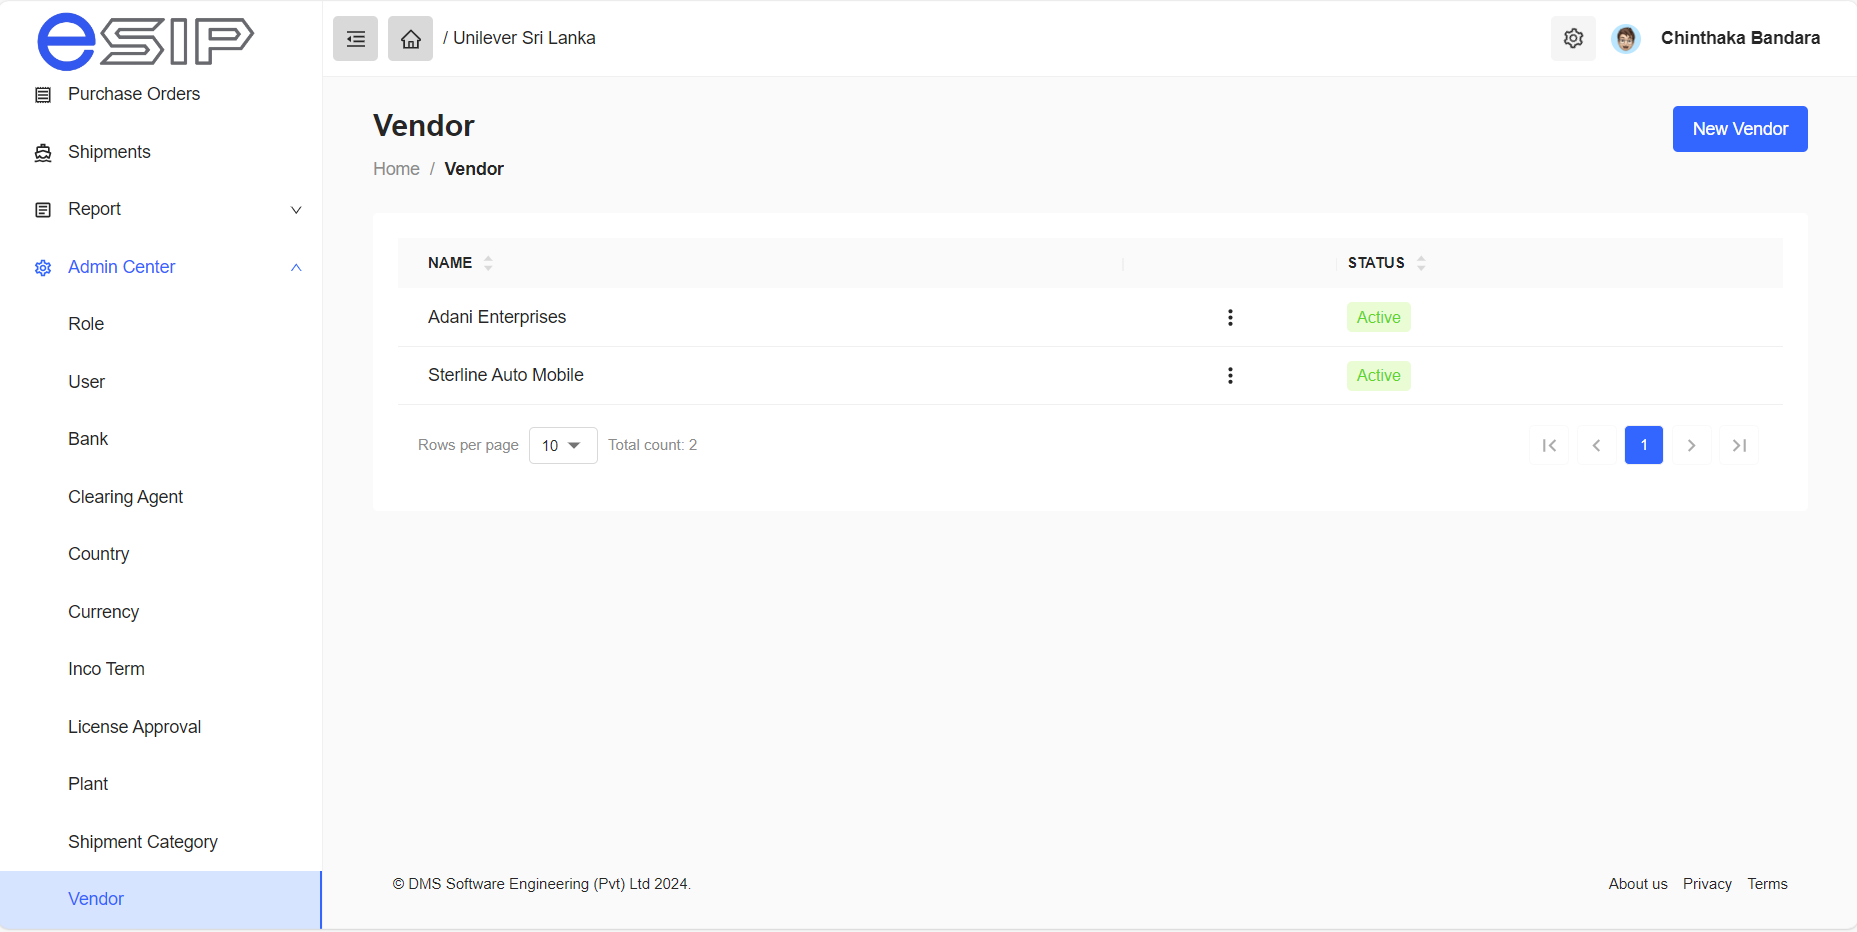 eSIP
Purchase Orders
Shipments
Report
Admin Center
Role
User
Bank
Clearing Agent
Country
Currency
Inco Term
License Approval
Plant
Shipment Category
Vendor
/ Unilever Sri Lanka
Chinthaka Bandara
Vendor
New Vendor
Home / Vendor
NAME STATUS
Adani Enterprises Active
Sterline Auto Mobile Active
Rows per page 10 Total count: 2
1
© DMS Software Engineering (Pvt) Ltd 2024.
About us Privacy Terms